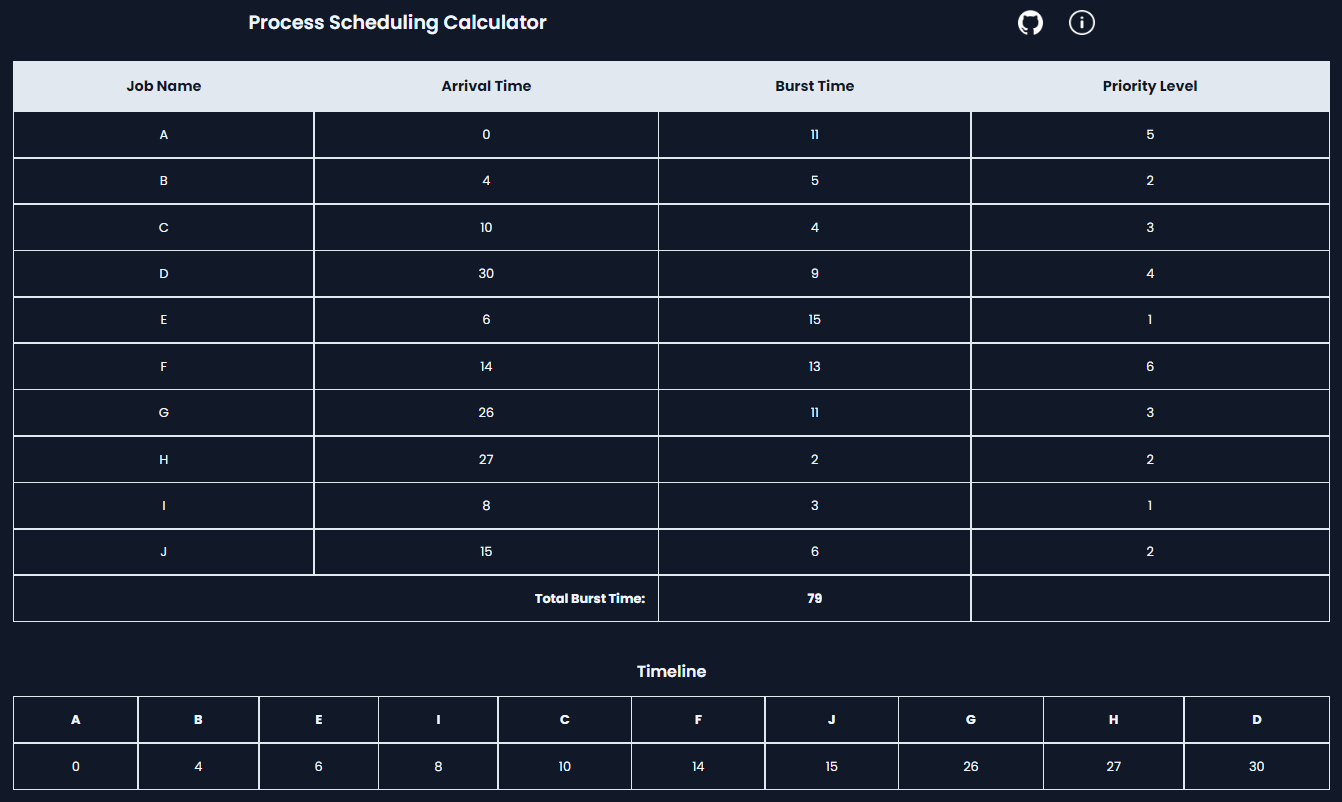 Process Scheduling Calculator
Job Name Arrival Time Burst Time Priority Level
A 0 11 5
B 4 5 2
C 10 4 3
D 30 9 4
E 6 15 1
F 14 13 6
G 26 11 3
H 27 2 2
I 8 3 1
J 15 6 2
Total Burst Time: 79
Timeline
A B E I C F J G H D
0 4 6 8 10 14 15 26 27 30